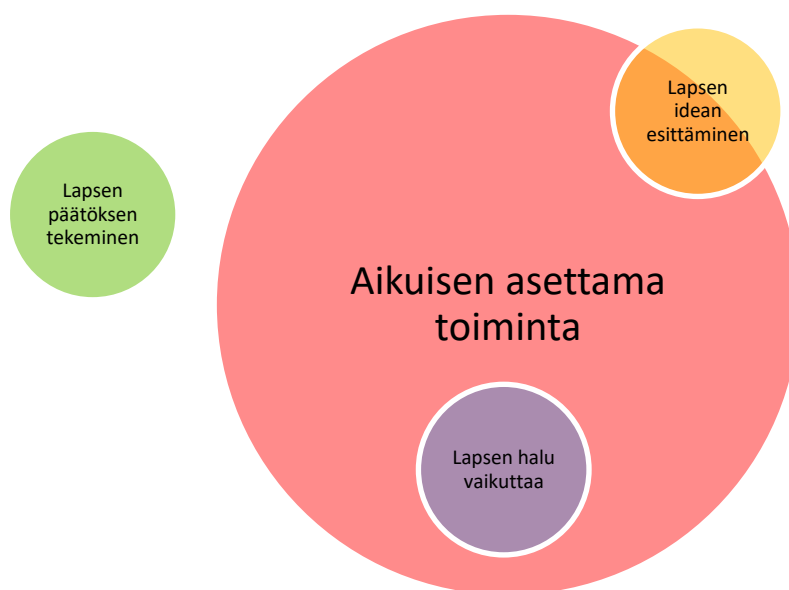 Lapsen
idean
esittäminen
Lapsen
päätöksen
tekeminen
Aikuisen asettama
toiminta
Lapsen halu
vaikuttaa